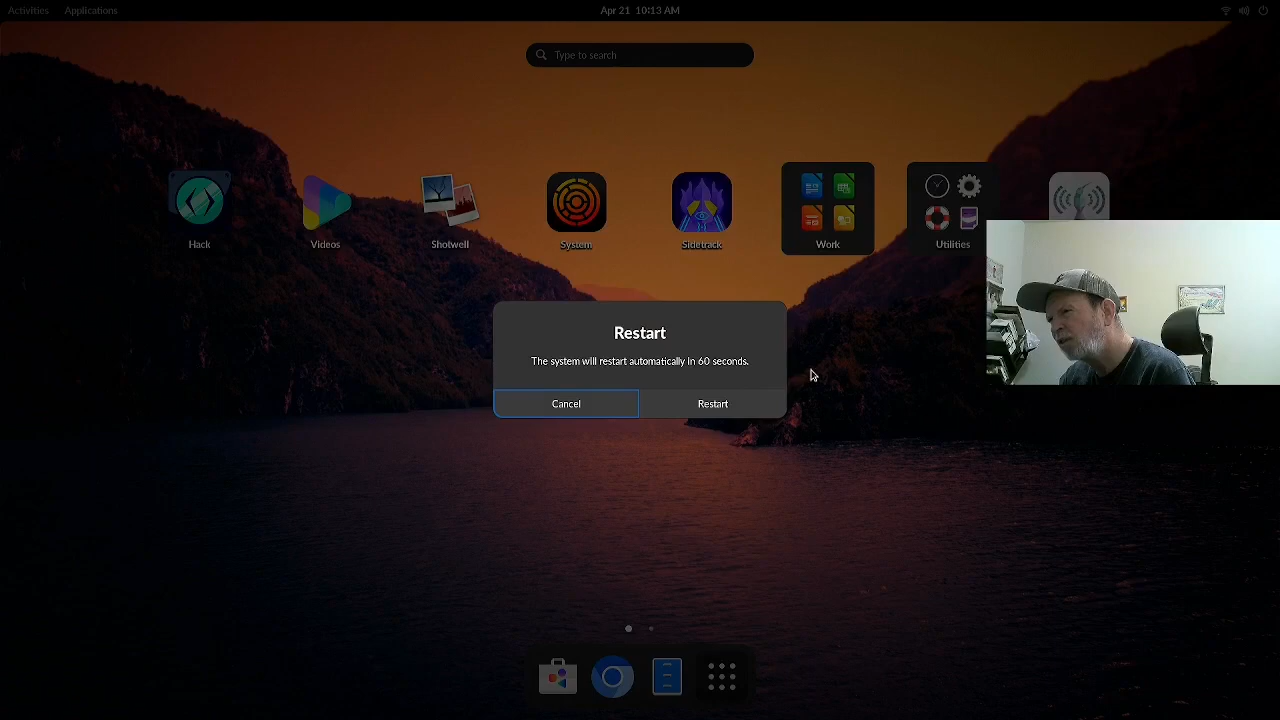 Activities Applications Apr 21 10:13 AM
Type to search
Hack Videos Shotwell System Sidetrack Work Utilities
Restart
The system will restart automatically in 60 seconds.
Cancel Restart